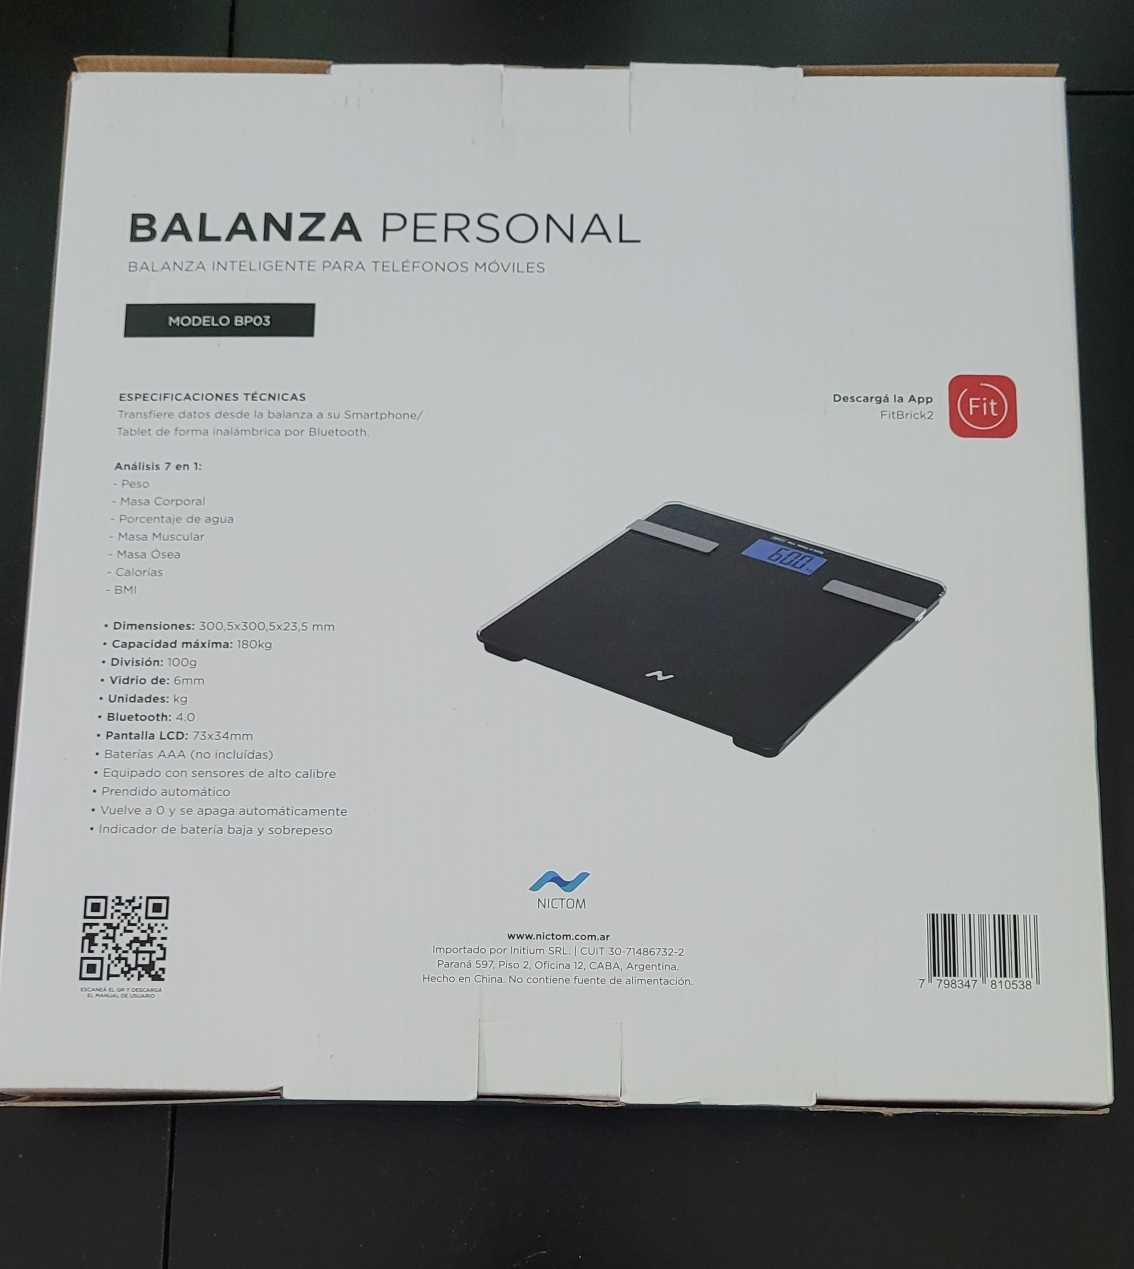 BALANZA PERSONAL
BALANZA INTELIGENTE PARA TELÉFONOS MÓVILES
MODELO BP03
ESPECIFICACIONES TÉCNICAS
Transfiere datos desde la balanza a su Smartphone/
Tablet de forma inalámbrica por Bluetooth.
Descargá la App
FitBrick2
Fit
Análisis 7 en 1:
- Peso
- Masa Corporal
- Porcentaje de agua
- Masa Muscular
- Masa Ósea
- Calorías
- BMI
• Dimensiones: 300,5x300,5x23,5 mm
• Capacidad máxima: 180kg
• División: 100g
• Vidrio de: 6mm
• Unidades: kg
• Bluetooth: 4.0
• Pantalla LCD: 73x34mm
• Baterías AAA (no incluídas)
• Equipado con sensores de alto calibre
• Prendido automático
• Vuelve a 0 y se apaga automáticamente
• Indicador de batería baja y sobrepeso
60.0
ESCANEÁ EL QR Y DESCARGÁ
EL MANUAL DE USUARIO
NICTOM
www.nictom.com.ar
Importado por Initium SRL. | CUIT 30-71486732-2
Paraná 597, Piso 2, Oficina 12, CABA, Argentina.
Hecho en China. No contiene fuente de alimentación.
7 798347 810538